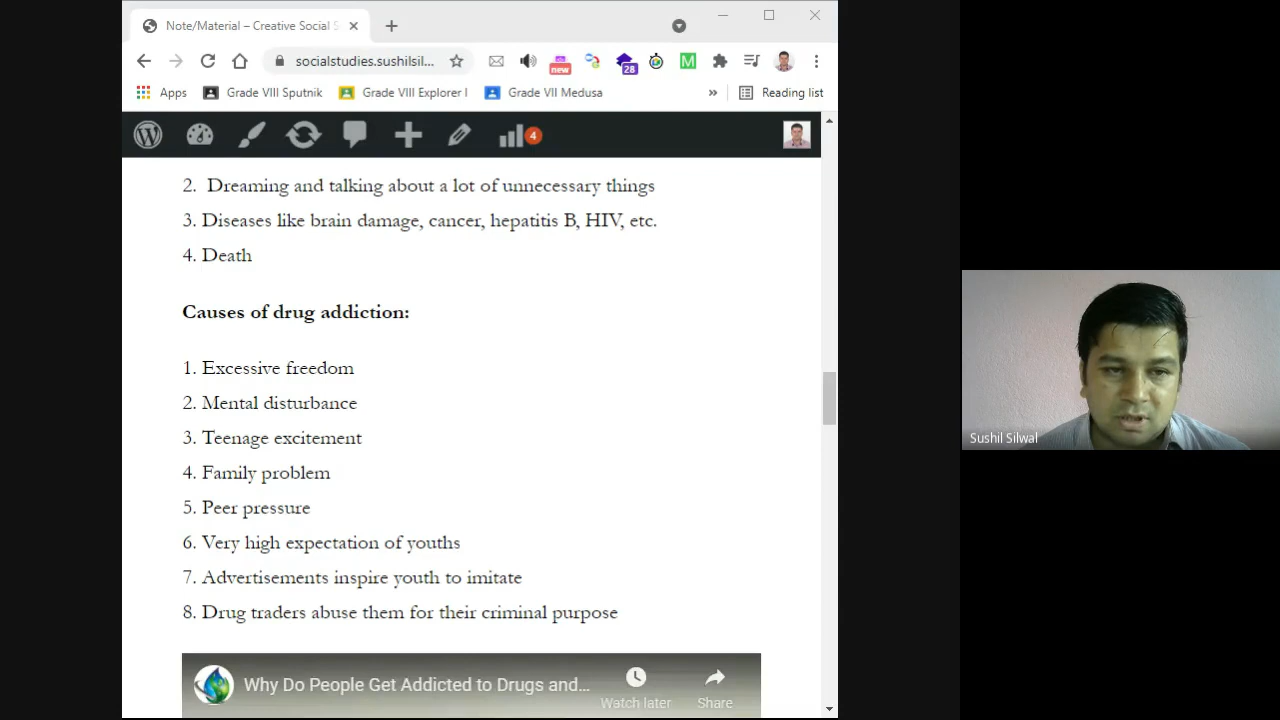 Note/Material – Creative Social S
socialstudies.sushilsil...
new
28
M
Apps
Grade VIII Sputnik
Grade VIII Explorer I
Grade VII Medusa
»
Reading list
4
2. Dreaming and talking about a lot of unnecessary things
3. Diseases like brain damage, cancer, hepatitis B, HIV, etc.
4. Death
Causes of drug addiction:
1. Excessive freedom
2. Mental disturbance
3. Teenage excitement
4. Family problem
5. Peer pressure
6. Very high expectation of youths
7. Advertisements inspire youth to imitate
8. Drug traders abuse them for their criminal purpose
Why Do People Get Addicted to Drugs and...
Watch later
Share
Sushil Silwal